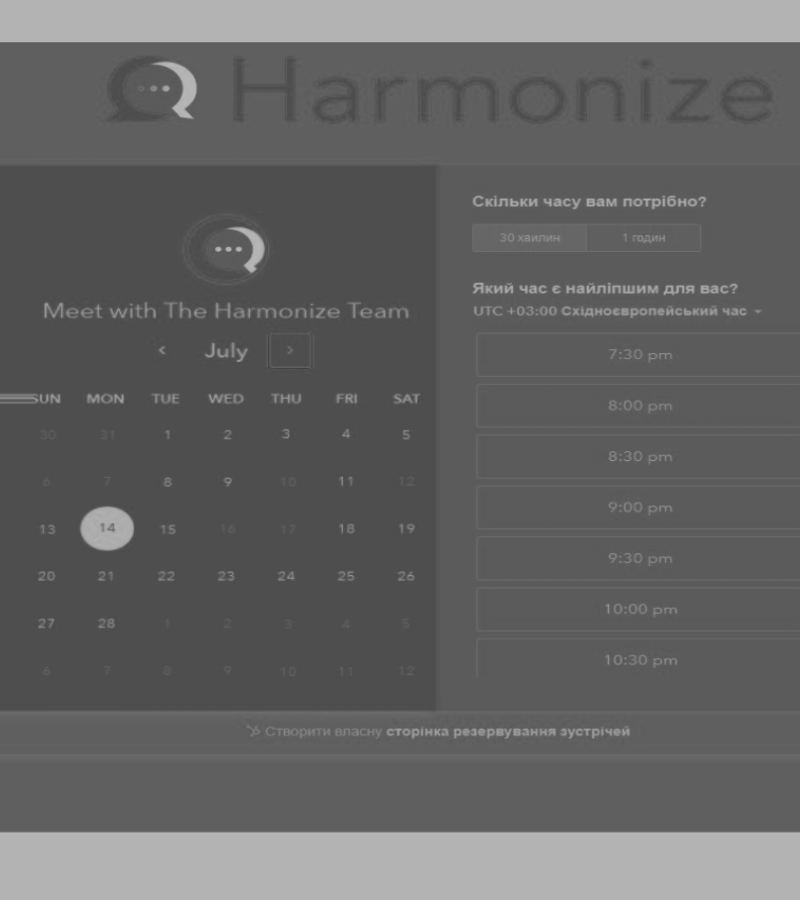 Harmonize
Meet with The Harmonize Team
July
SUN MON TUE WED THU FRI SAT
30 31 1 2 3 4 5
6 7 8 9 10 11 12
13 14 15 16 17 18 19
20 21 22 23 24 25 26
27 28 1 2 3 4 5
6 7 8 9 10 11 12
Скільки часу вам потрібно?
30 хвилин 1 годин
Який час є найліпшим для вас?
UTC +03:00 Східноєвропейський час
7:30 pm
8:00 pm
8:30 pm
9:00 pm
9:30 pm
10:00 pm
10:30 pm
Створити власну сторінка резервування зустрічей